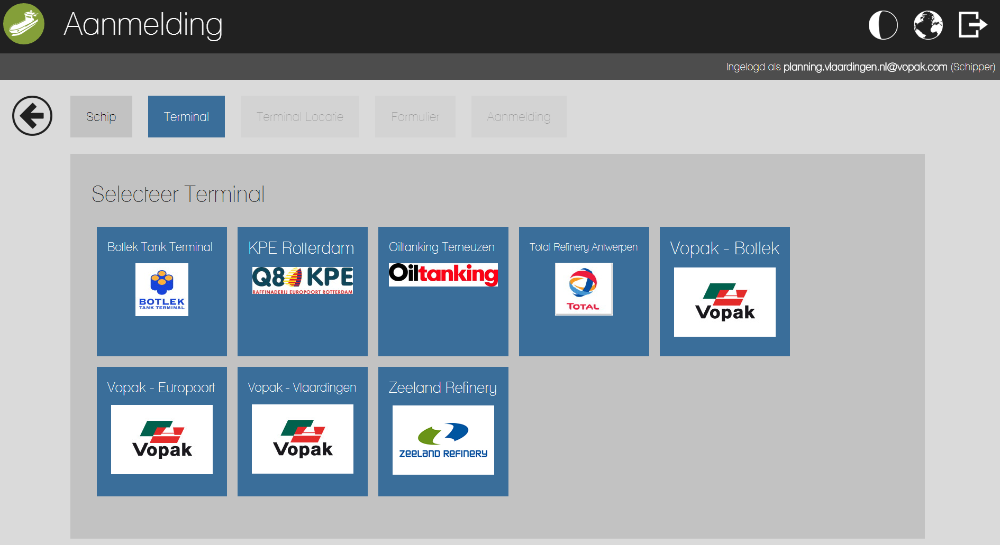 Aanmelding
Ingelogd als planning.vlaardingen.nl@vopak.com (Schipper)
Schip
Terminal
Terminal Locatie
Formulier
Aanmelding
Selecteer Terminal
Botlek Tank Terminal
BOTLEK
TANK TERMINAL
KPE Rotterdam
Q8 KPE
RAFFINADERIJ EUROPOORT ROTTERDAM
Oiltanking Terneuzen
Oiltanking
Total Refinery Antwerpen
TOTAL
Vopak - Botlek
Vopak
Vopak - Europoort
Vopak
Vopak - Vlaardingen
Vopak
Zeeland Refinery
ZEELAND REFINERY